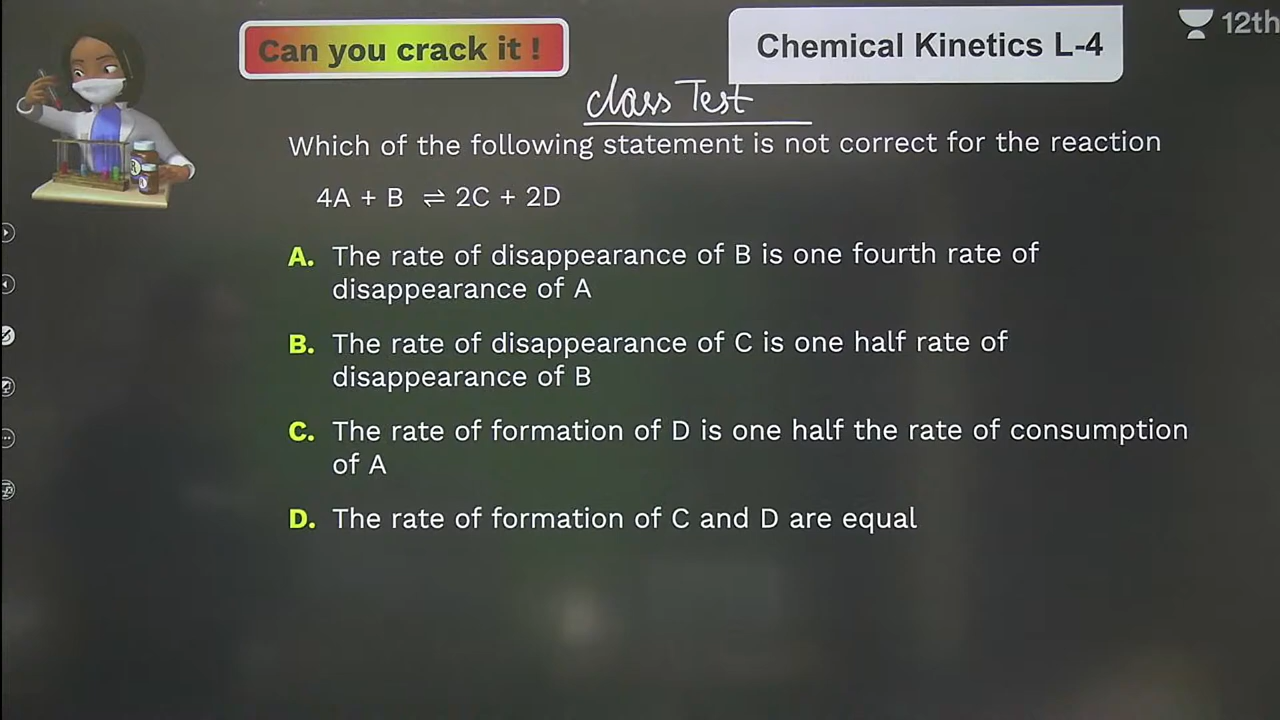 Can you crack it !
Chemical Kinetics L-4
12th
class Test
Which of the following statement is not correct for the reaction
4A + B ⇌ 2C + 2D
A. The rate of disappearance of B is one fourth rate of
disappearance of A
B. The rate of disappearance of C is one half rate of
disappearance of B
C. The rate of formation of D is one half the rate of consumption
of A
D. The rate of formation of C and D are equal